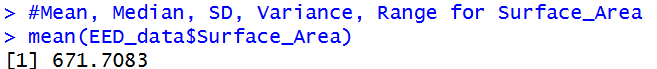 > #Mean, Median, SD, Variance, Range for Surface_Area
> mean(EED_data$Surface_Area)
[1] 671.7083